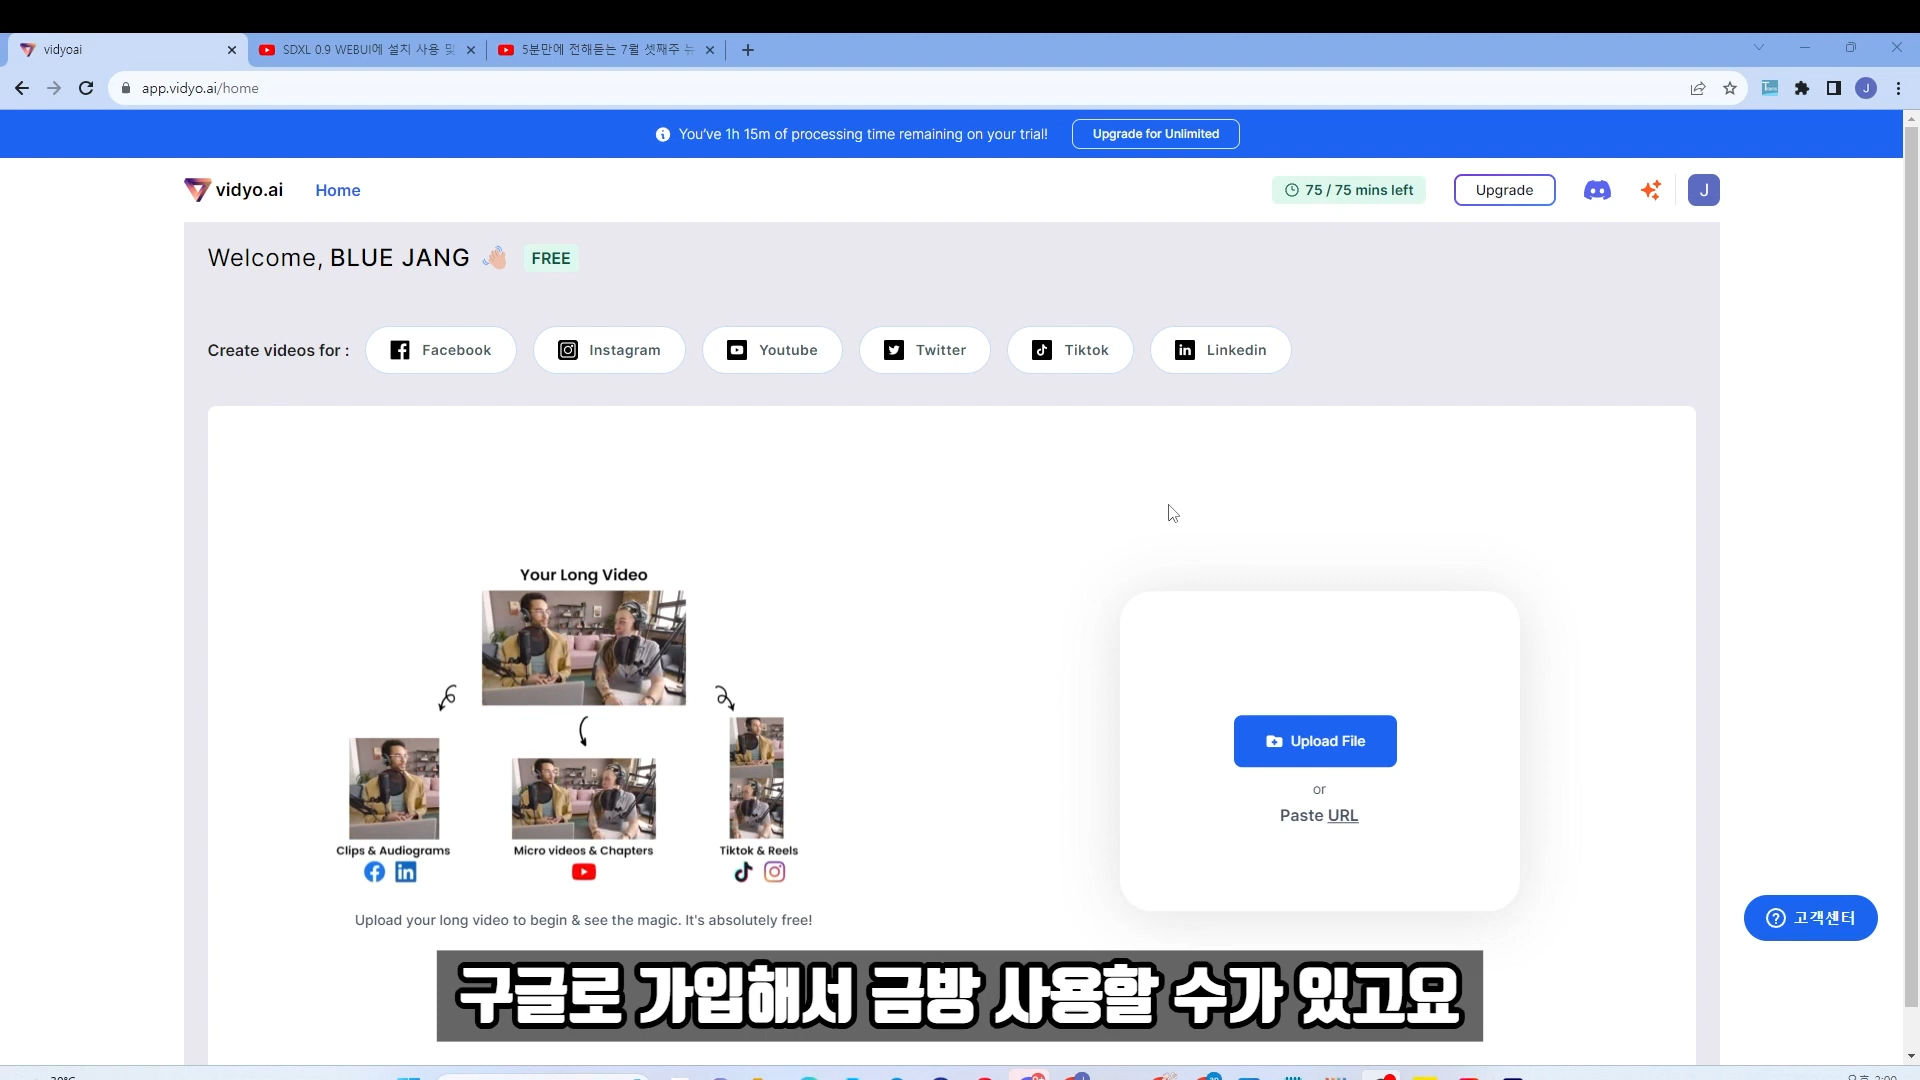 vidyoai
SDXL 0.9 WEBUI에 설치 사용 및
5분만에 전해듣는 7월 셋째주 뉴
app.vidyo.ai/home
J
You've 1h 15m of processing time remaining on your trial!
Upgrade for Unlimited
vidyo.ai
Home
75 / 75 mins left
Upgrade
J
Welcome, BLUE JANG
FREE
Create videos for :
Facebook
Instagram
Youtube
Twitter
Tiktok
Linkedin
Your Long Video
Clips & Audiograms
Micro videos & Chapters
Tiktok & Reels
Upload your long video to begin & see the magic. It's absolutely free!
Upload File
or
Paste URL
고객센터
구글로 가입해서 금방 사용할 수가 있고요